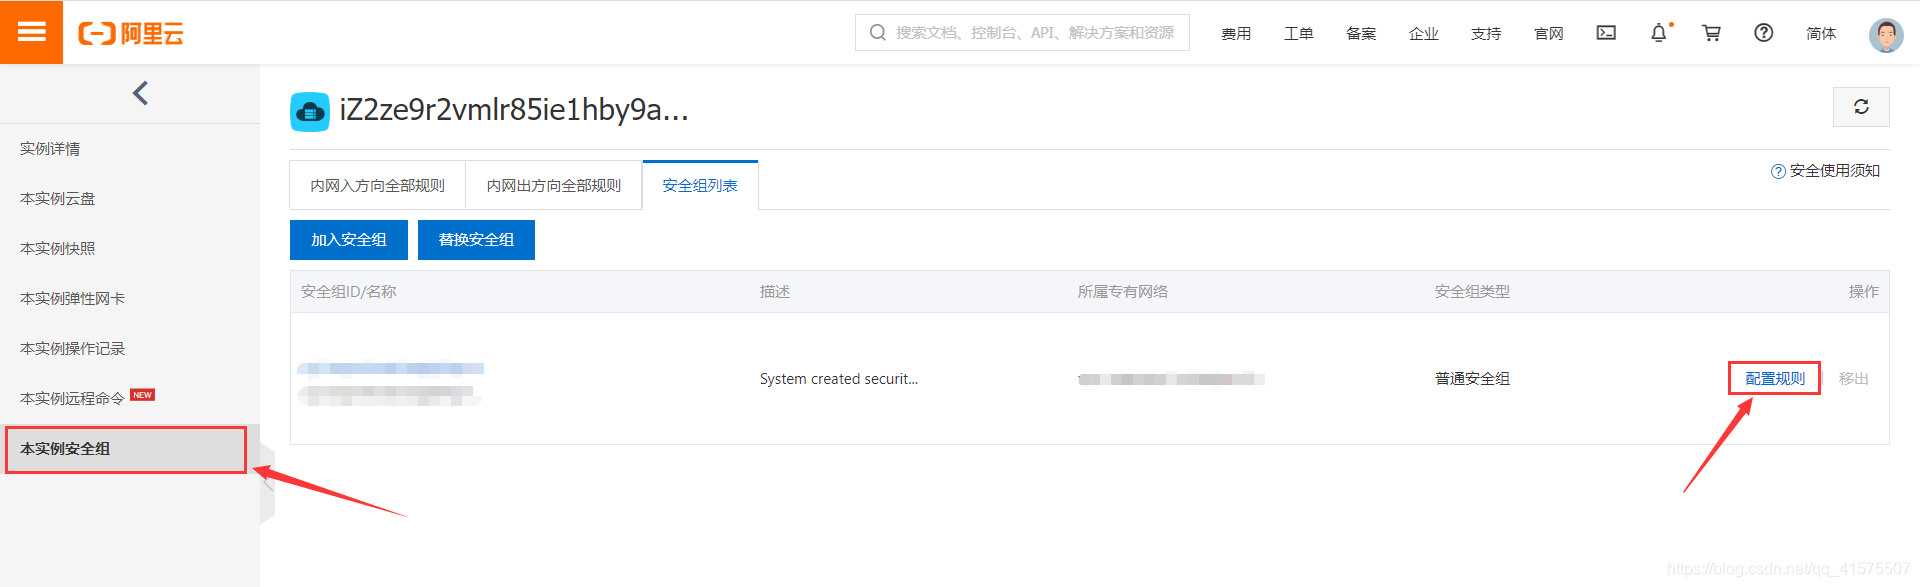 阿里云
搜索文档、控制台、API、解决方案和资源
费用 工单 备案 企业 支持 官网 简体
iZ2ze9r2vmlr85ie1hby9a...
实例详情
本实例云盘
本实例快照
本实例弹性网卡
本实例操作记录
本实例远程命令 NEW
本实例安全组
内网入方向全部规则 内网出方向全部规则 安全组列表
安全使用须知
加入安全组 替换安全组
安全组ID/名称 描述 所属专有网络 安全组类型 操作
System created securit... 普通安全组 配置规则 移出
https://blog.csdn.net/qq_41575507